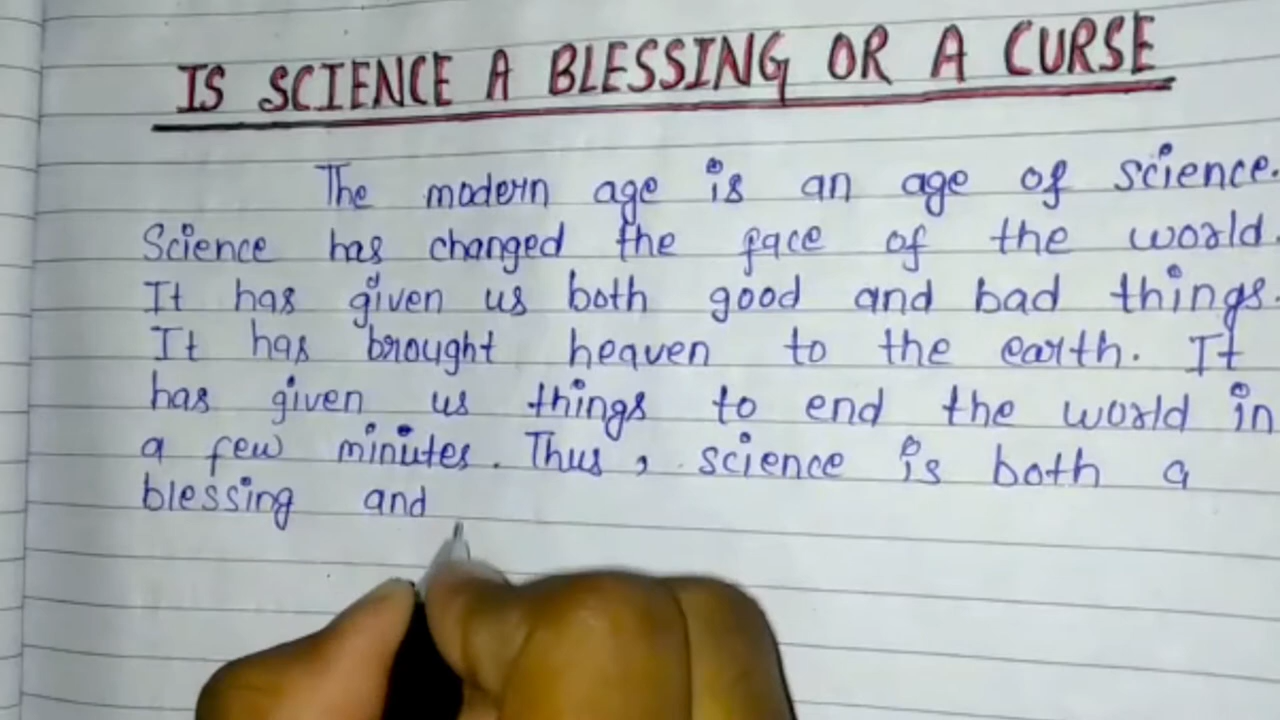 IS SCIENCE A BLESSING OR A CURSE
The modern age is an age of science.
Science has changed the face of the world.
It has given us both good and bad things.
It has brought heaven to the earth. It
has given us things to end the world in
a few minutes. Thus, science is both a
blessing and